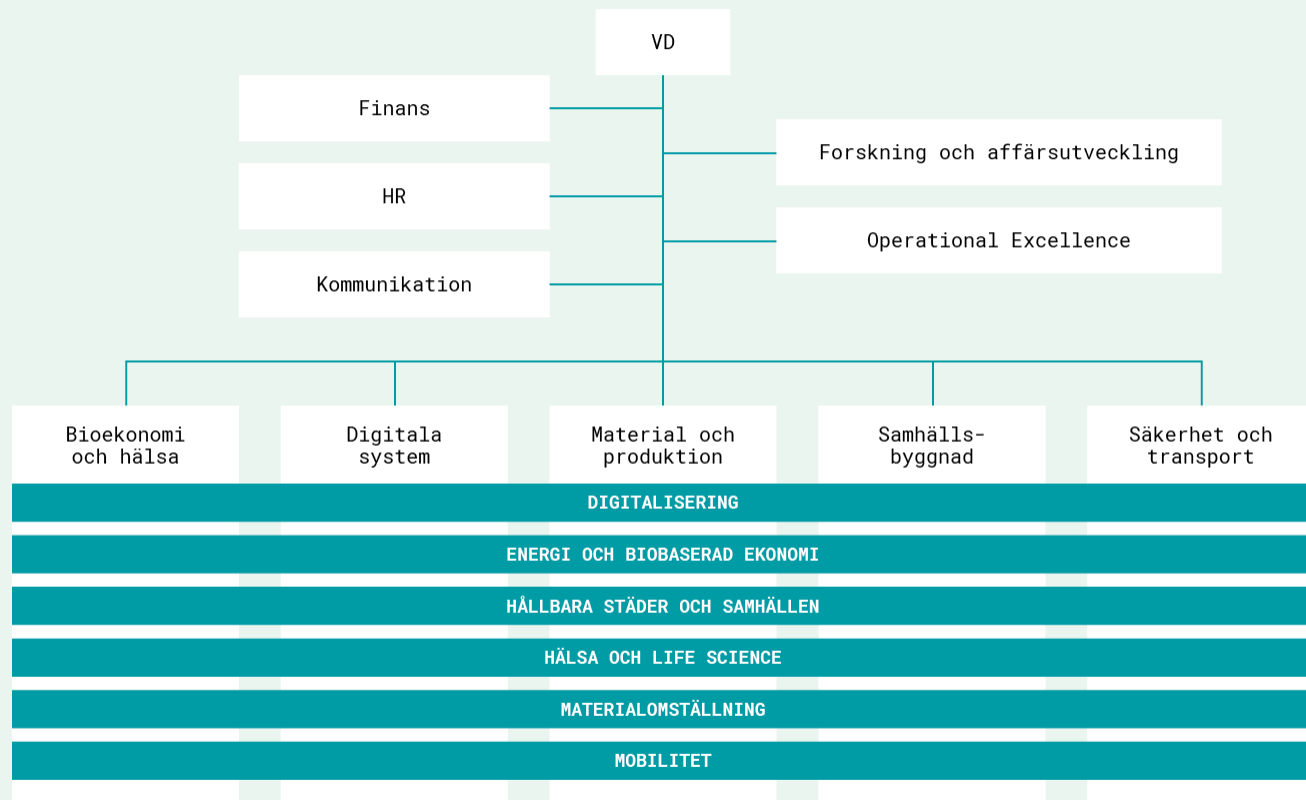 VD
Finans
Forskning och affärsutveckling
HR
Operational Excellence
Kommunikation
Bioekonomi
och hälsa
Digitala
system
Material och
produktion
Samhälls-
byggnad
Säkerhet och
transport
DIGITALISERING
ENERGI OCH BIOBASERAD EKONOMI
HÅLLBARA STÄDER OCH SAMHÄLLEN
HÄLSA OCH LIFE SCIENCE
MATERIALOMSTÄLLNING
MOBILITET